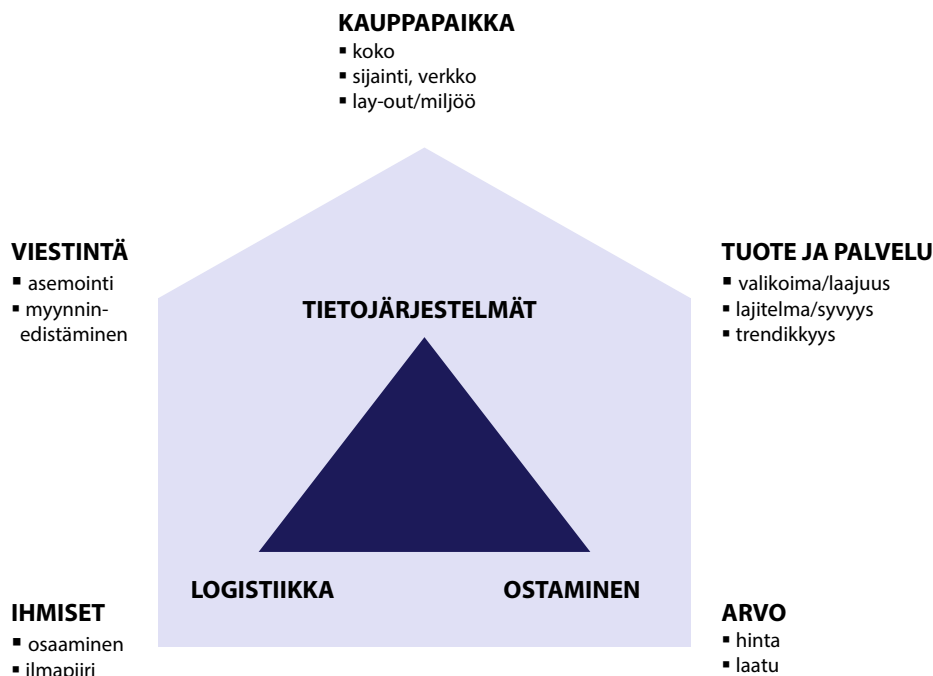 KAUPPAPAIKKA
▪ koko
▪ sijainti, verkko
▪ lay-out/miljöö
VIESTINTÄ
▪ asemointi
▪ myynnin-
edistäminen
TUOTE JA PALVELU
▪ valikoima/laajuus
▪ lajitelma/syvyys
▪ trendikkyys
TIETOJÄRJESTELMÄT
LOGISTIIKKA
OSTAMINEN
IHMISET
▪ osaaminen
▪ ilmapiiri
ARVO
▪ hinta
▪ laatu